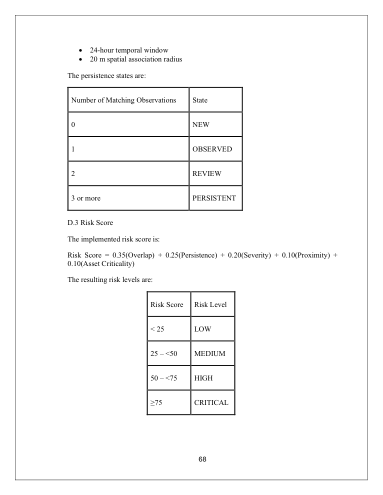 • 24-hour temporal window
• 20 m spatial association radius
The persistence states are:
Number of Matching Observations State
0 NEW
1 OBSERVED
2 REVIEW
3 or more PERSISTENT
D.3 Risk Score
The implemented risk score is:
Risk Score = 0.35(Overlap) + 0.25(Persistence) + 0.20(Severity) + 0.10(Proximity) +
0.10(Asset Criticality)
The resulting risk levels are:
Risk Score Risk Level
< 25 LOW
25 – <50 MEDIUM
50 – <75 HIGH
≥75 CRITICAL
68